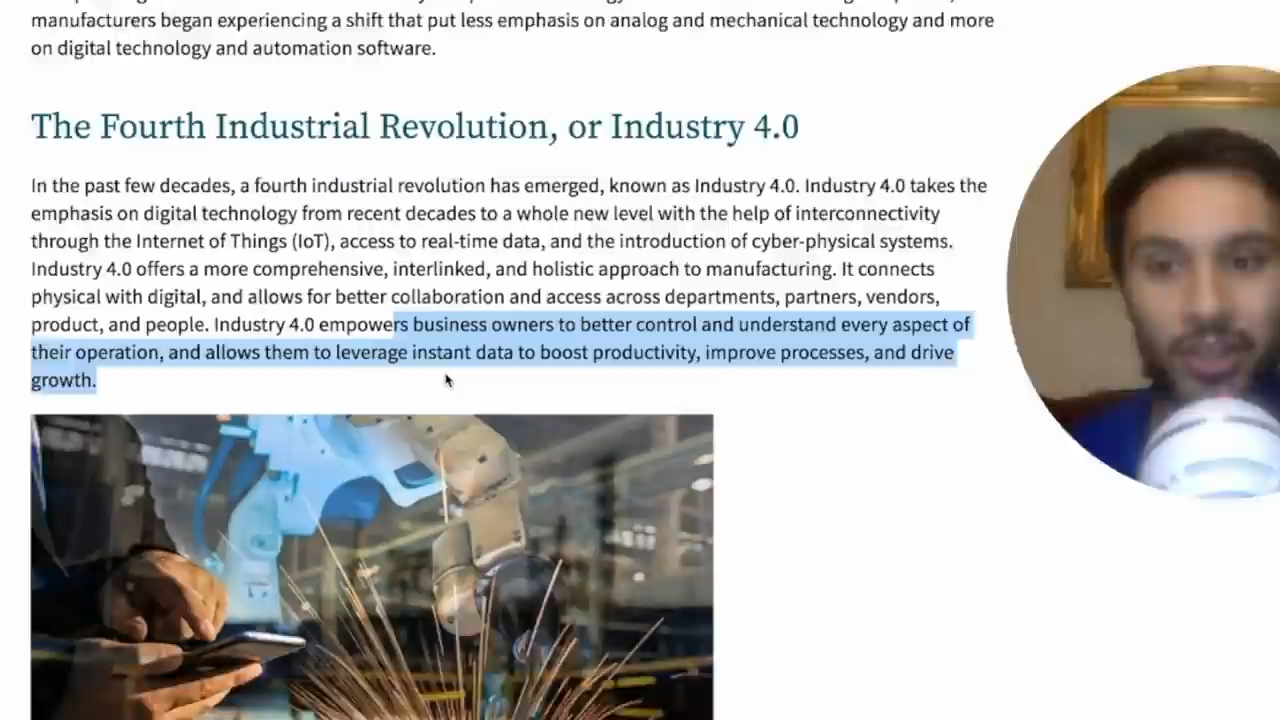 manufacturers began experiencing a shift that put less emphasis on analog and mechanical technology and more
on digital technology and automation software.
The Fourth Industrial Revolution, or Industry 4.0
In the past few decades, a fourth industrial revolution has emerged, known as Industry 4.0. Industry 4.0 takes the
emphasis on digital technology from recent decades to a whole new level with the help of interconnectivity
through the Internet of Things (IoT), access to real-time data, and the introduction of cyber-physical systems.
Industry 4.0 offers a more comprehensive, interlinked, and holistic approach to manufacturing. It connects
physical with digital, and allows for better collaboration and access across departments, partners, vendors,
product, and people. Industry 4.0 empowers business owners to better control and understand every aspect of
their operation, and allows them to leverage instant data to boost productivity, improve processes, and drive
growth.